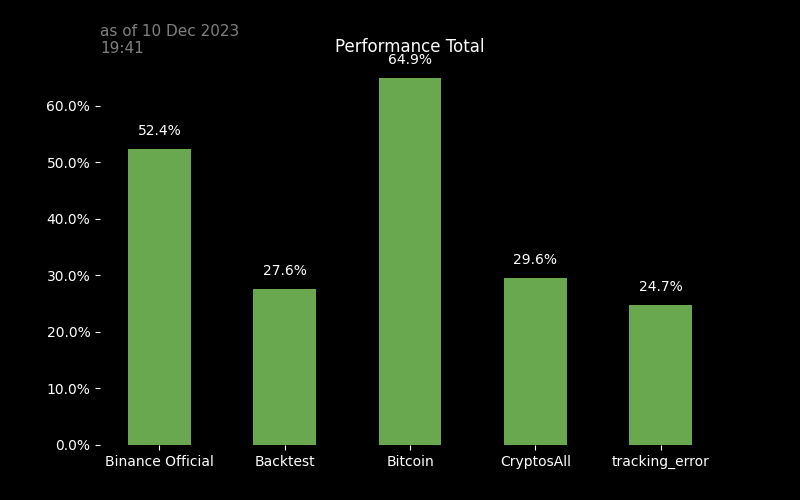 as of 10 Dec 2023
19:41
Performance Total
64.9%
60.0%
52.4%
50.0%
40.0%
29.6%
30.0%
27.6%
24.7%
20.0%
10.0%
0.0%
Binance Official
Backtest
Bitcoin
CryptosAll
tracking_error